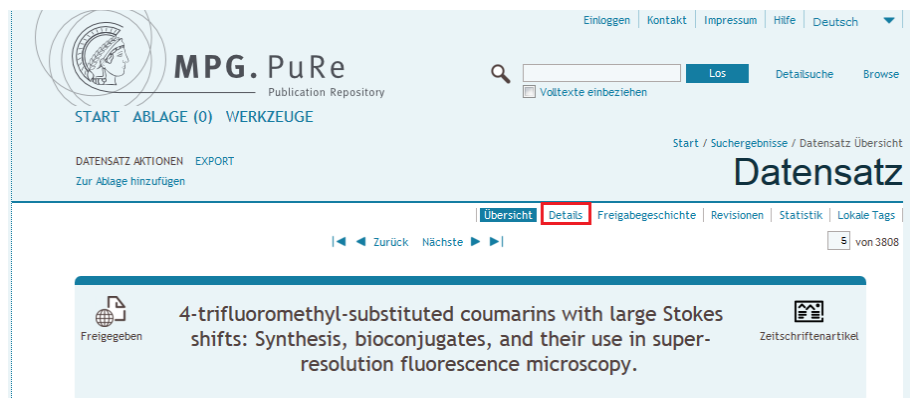 Einloggen | Kontakt | Impressum | Hilfe | Deutsch
MPG. PuRe
Publication Repository
Los
Detailsuche
Browse
Volltexte einbeziehen
START ABLAGE (0) WERKZEUGE
Start / Suchergebnisse / Datensatz Übersicht
DATENSATZ AKTIONEN EXPORT
Datensatz
Zur Ablage hinzufügen
| Übersicht | Details | Freigabegeschichte | Revisionen | Statistik | Lokale Tags |
Zurück Nächste
5 von 3808
4-trifluoromethyl-substituted coumarins with large Stokes
shifts: Synthesis, bioconjugates, and their use in super-
resolution fluorescence microscopy.
Freigegeben
Zeitschriftenartikel